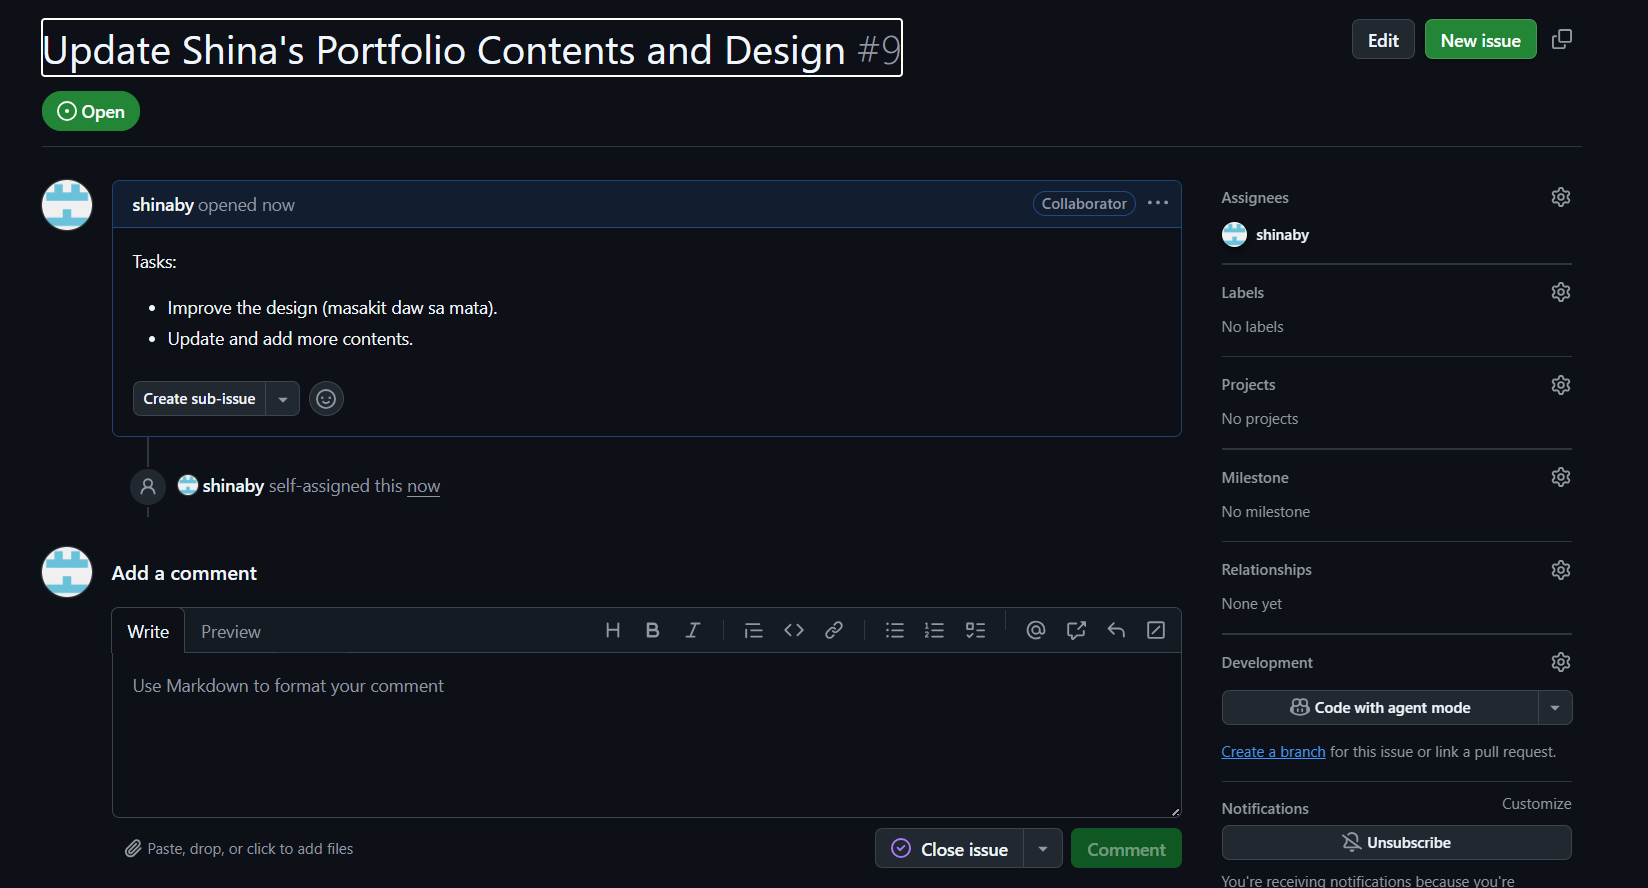 Update Shina's Portfolio Contents and Design #9
Edit
New issue
Open
shinaby opened now
Collaborator
Tasks:
Improve the design (masakit daw sa mata).
Update and add more contents.
Create sub-issue
shinaby self-assigned this now
Add a comment
Write
Preview
Use Markdown to format your comment
Paste, drop, or click to add files
Close issue
Comment
Assignees
shinaby
Labels
No labels
Projects
No projects
Milestone
No milestone
Relationships
None yet
Development
Code with agent mode
Create a branch for this issue or link a pull request.
Notifications
Customize
Unsubscribe
You're receiving notifications because you're